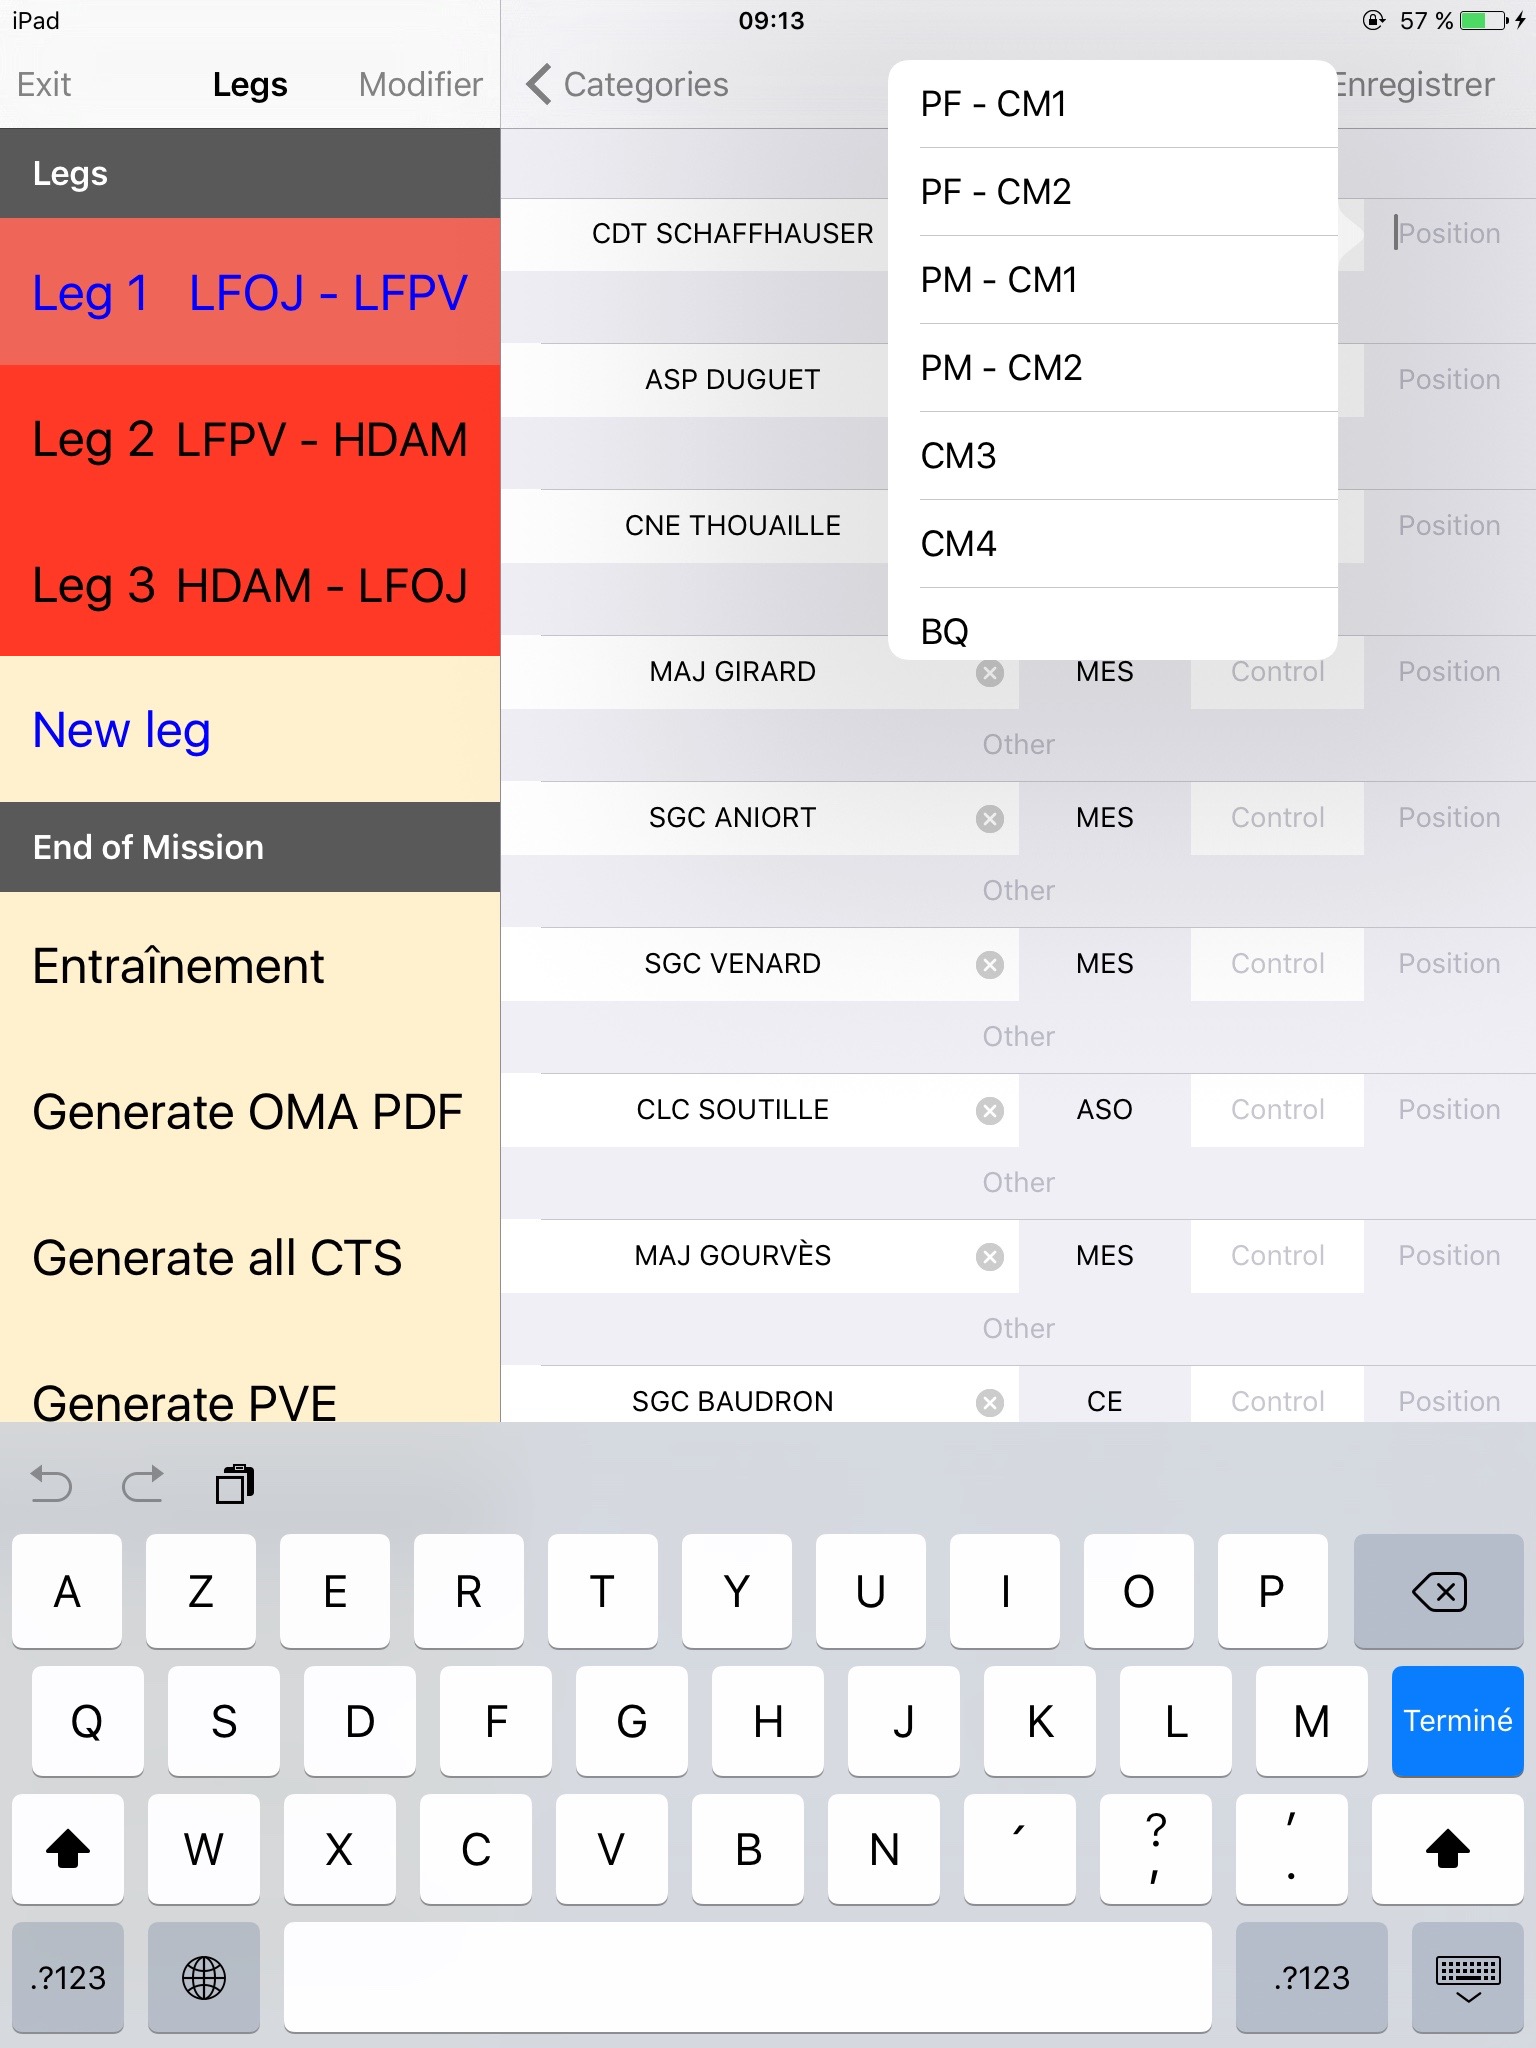 iPad 09:13 57 %
Exit Legs Modifier
Categories
Enregistrer
Legs
Leg 1 LFOJ - LFPV
Leg 2 LFPV - HDAM
Leg 3 HDAM - LFOJ
New leg
End of Mission
Entraînement
Generate OMA PDF
Generate all CTS
Generate PVE
PF - CM1
PF - CM2
PM - CM1
PM - CM2
CM3
CM4
BQ
CDT SCHAFFHAUSER Position
ASP DUGUET Position
CNE THOUAILLE Position
MAJ GIRARD MES Control Position
Other
SGC ANIORT MES Control Position
Other
SGC VENARD MES Control Position
Other
CLC SOUTILLE ASO Control Position
Other
MAJ GOURVÈS MES Control Position
Other
SGC BAUDRON CE Control Position
A Z E R T Y U I O P
Q S D F G H J K L M Terminé
W X C V B N ´ ? , ' .
.?123 .?123